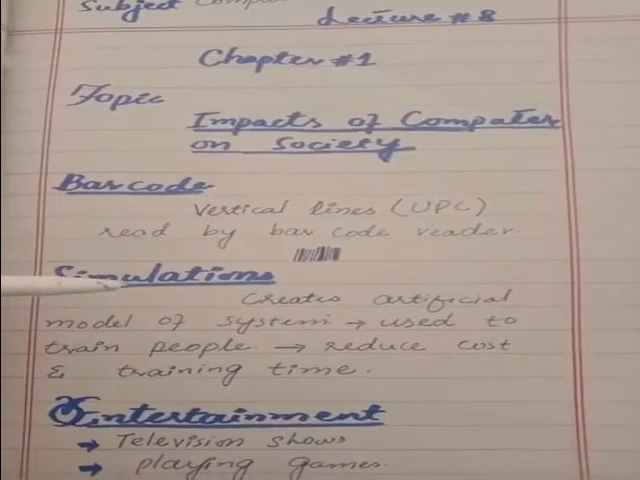 Subject Compu
Lecture # 8
Chapter # 1
Topic
Impacts of Computer
on Society
Barcode
Vertical lines (UPC)
read by bar code reader.
Simulations
Creates artificial
model of system → used to
train people → reduce cost
& training time.
Entertainment
→ Television shows
→ playing games.